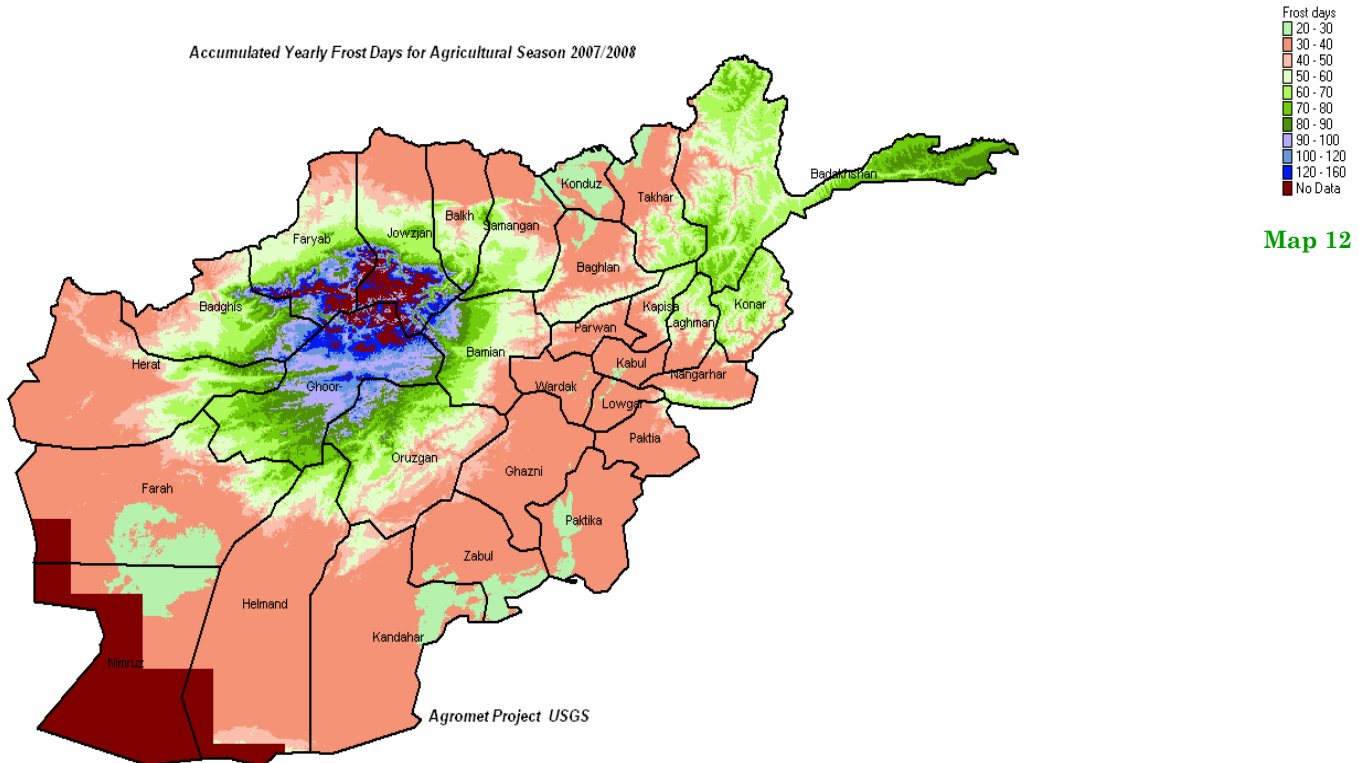 Accumulated Yearly Frost Days for Agricultural Season 2007/2008
Frost days
20 - 30
30 - 40
40 - 50
50 - 60
60 - 70
70 - 80
80 - 90
90 - 100
100 - 120
120 - 160
No Data
Map 12
Badakhshan
Konduz
Takhar
Balkh
Samangan
Jowzjan
Faryab
Baghlan
Badghis
Kapisa
Konar
Laghman
Parwan
Bamian
Herat
Kabul
Nangarhar
Ghoor
Wardak
Lowgar
Paktia
Oruzgan
Ghazni
Farah
Paktika
Zabul
Helmand
Kandahar
Nimruz
Agromet Project USGS